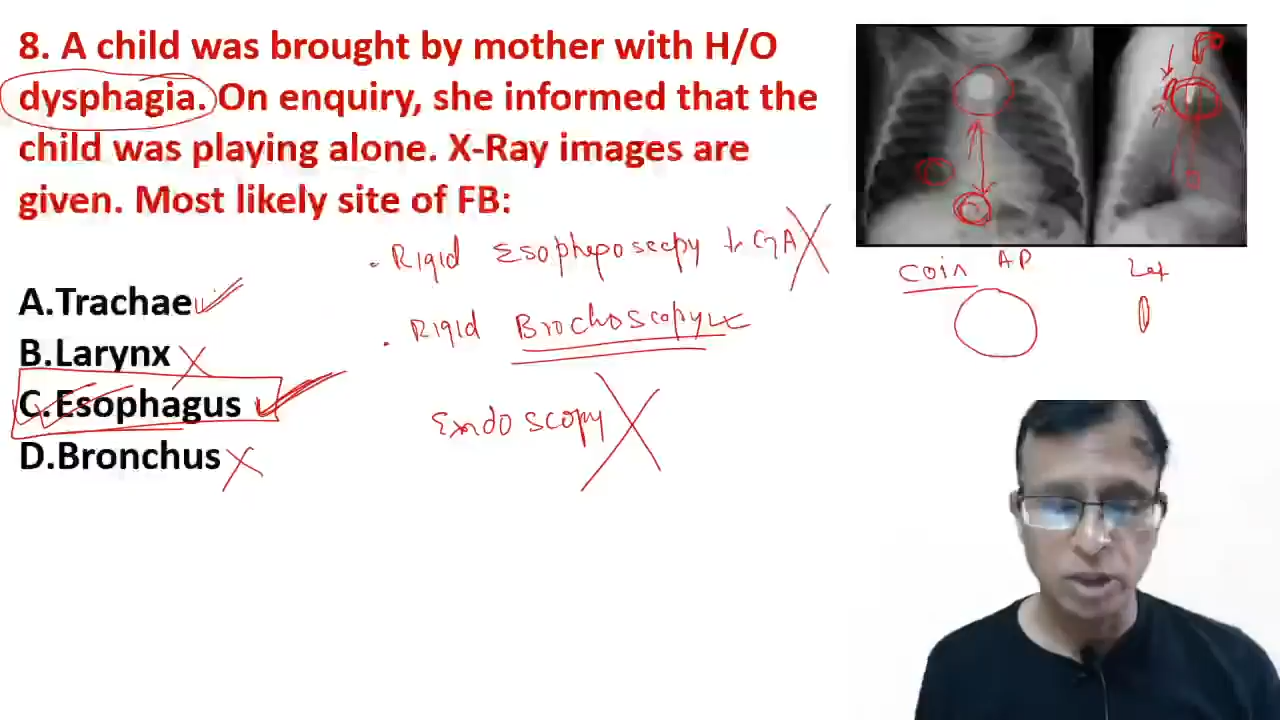 8. A child was brought by mother with H/O
dysphagia. On enquiry, she informed that the
child was playing alone. X-Ray images are
given. Most likely site of FB:
A.Trachae
B.Larynx
C.Esophagus
D.Bronchus
. Rigid Esophegoscopy
. Rigid Brochoscopy
Endoscopy
Coin AP Lat